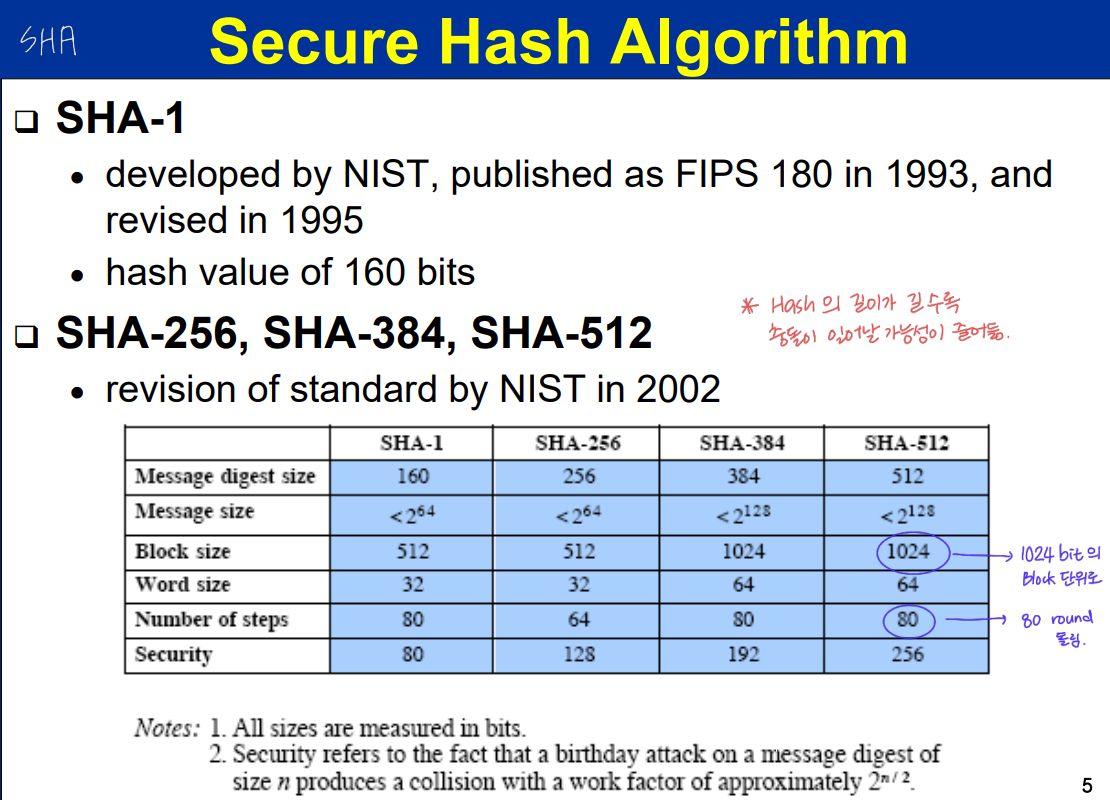 SHA
Secure Hash Algorithm
❑ SHA-1
• developed by NIST, published as FIPS 180 in 1993, and
revised in 1995
• hash value of 160 bits
* Hash의 길이가 길수록
충돌이 일어날 가능성이 줄어듦.
❑ SHA-256, SHA-384, SHA-512
• revision of standard by NIST in 2002
SHA-1 SHA-256 SHA-384 SHA-512
Message digest size 160 256 384 512
Message size <2^64 <2^64 <2^128 <2^128
Block size 512 512 1024 1024
→ 1024 bit의
Block 단위로
Word size 32 32 64 64
Number of steps 80 64 80 80
→ 80 round
돌림.
Security 80 128 192 256
Notes: 1. All sizes are measured in bits.
2. Security refers to the fact that a birthday attack on a message digest of
size n produces a collision with a work factor of approximately 2^n/2.
5